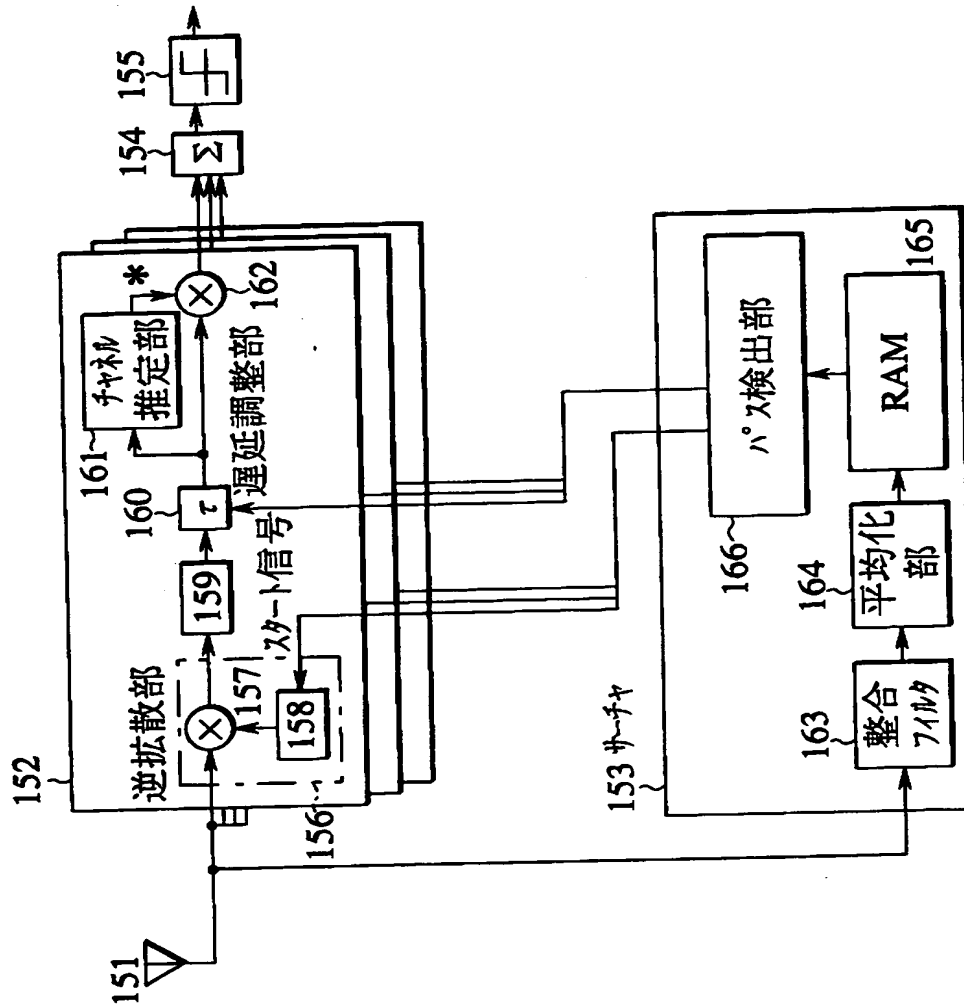 151
152
逆拡散部
157
158
156
スタート信号
159
160
τ
遅延調整部
161
チャネル
推定部
*
162
154
Σ
155
153 サーチャ
163
整合
フィルタ
164
平均化
部
165
RAM
166
パス検出部